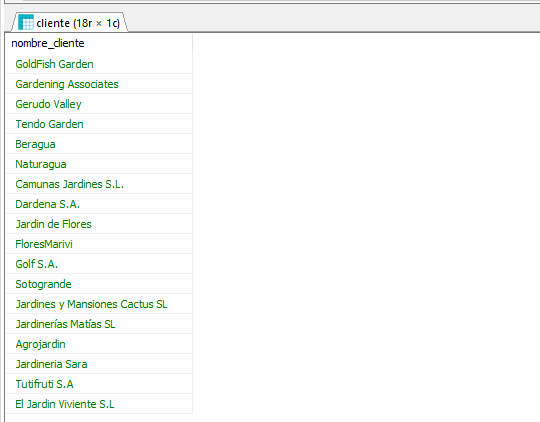 cliente (18r × 1c)
nombre_cliente
GoldFish Garden
Gardening Associates
Gerudo Valley
Tendo Garden
Beragua
Naturagua
Camunas Jardines S.L.
Dardena S.A.
Jardin de Flores
FloresMarivi
Golf S.A.
Sotogrande
Jardines y Mansiones Cactus SL
Jardinerías Matías SL
Agrojardin
Jardineria Sara
Tutifruti S.A
El Jardin Viviente S.L